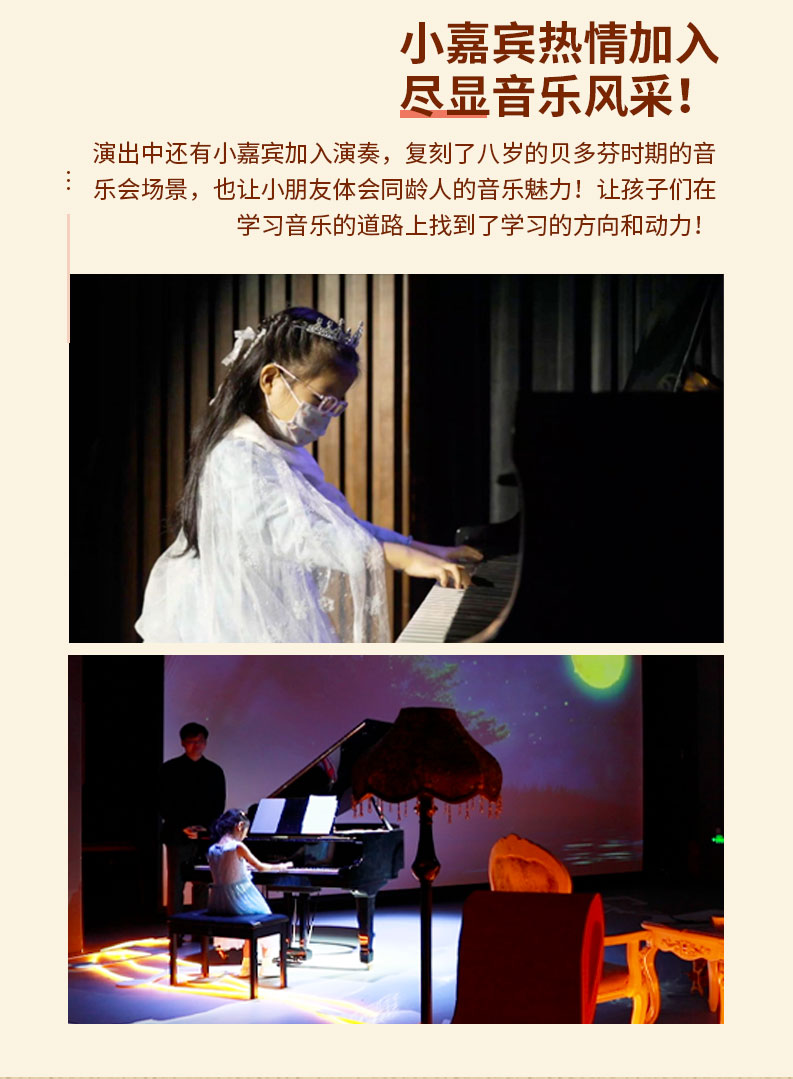 小嘉宾热情加入
尽显音乐风采！
演出中还有小嘉宾加入演奏，复刻了八岁的贝多芬时期的音
乐会场景，也让小朋友体会同龄人的音乐魅力！让孩子们在
学习音乐的道路上找到了学习的方向和动力！